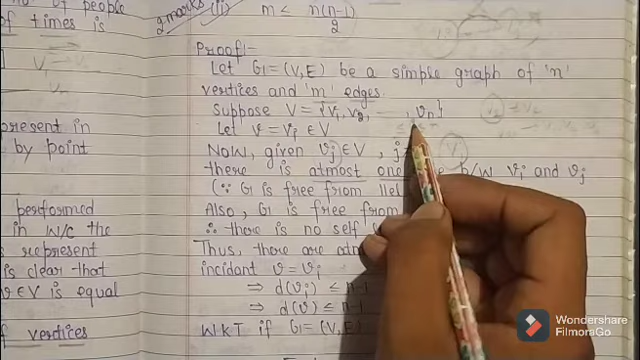 of people
of times is
2 marks (ii) m ≤ n(n-1)/2
Proof:-
Let G=(V,E) be a simple graph of 'n'
vertices and 'm' edges.
Suppose V = {v₁, v₂, ..... , vₙ}
Let v = vᵢ ∈ V
Now, given vⱼ ∈ V , j
there is atmost one b/w vᵢ and vⱼ
(∵ G is free from llel
Also, G is free from
∴ there is no self
Thus, there are atm
incidant v = vᵢ
⇒ d(vᵢ) ≤ n-1
⇒ d(v) ≤ n-1
WKT if G=(V,E)
present in
by point
performed
in W/C the
represent
is clear that
v∈V is equal
of vertices
Wondershare
FilmoraGo